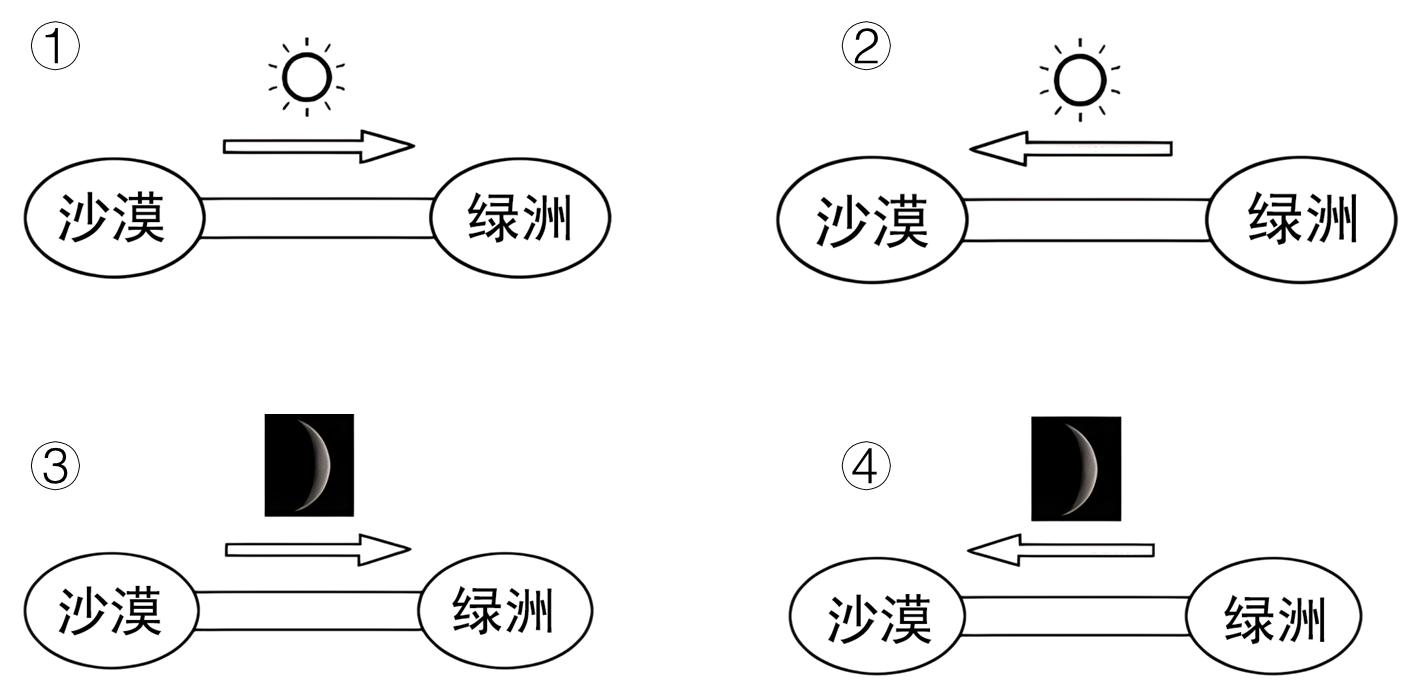 ① ②
沙漠 绿洲 沙漠 绿洲
③ ④
沙漠 绿洲 沙漠 绿洲